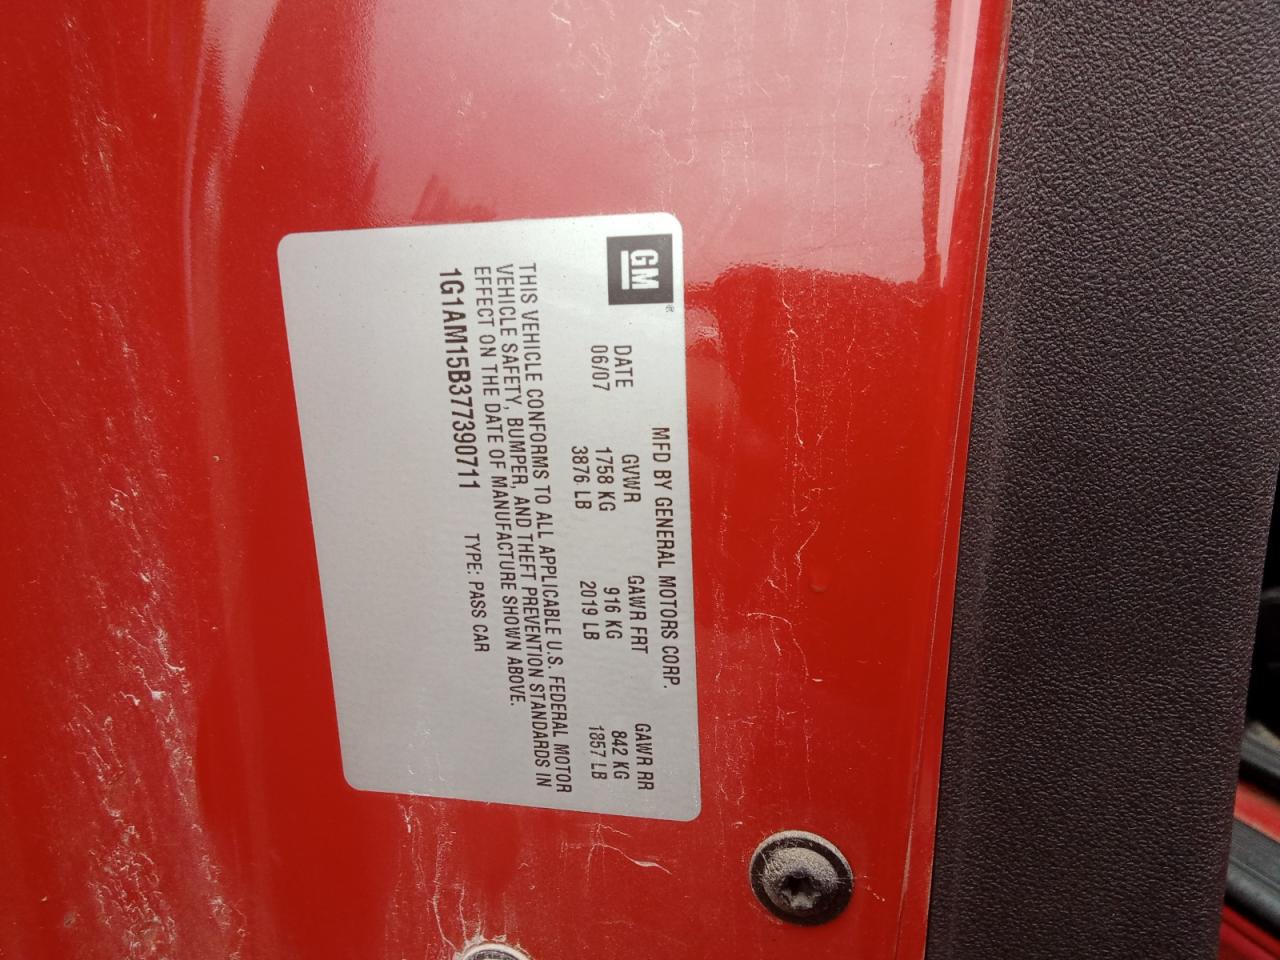 GM®
MFD BY GENERAL MOTORS CORP.
DATE GVWR GAWR FRT GAWR RR
06/07 1758 KG 916 KG 842 KG
3876 LB 2019 LB 1857 LB
THIS VEHICLE CONFORMS TO ALL APPLICABLE U.S. FEDERAL MOTOR
VEHICLE SAFETY, BUMPER, AND THEFT PREVENTION STANDARDS IN
EFFECT ON THE DATE OF MANUFACTURE SHOWN ABOVE.
1G1AM15B377390711 TYPE: PASS CAR